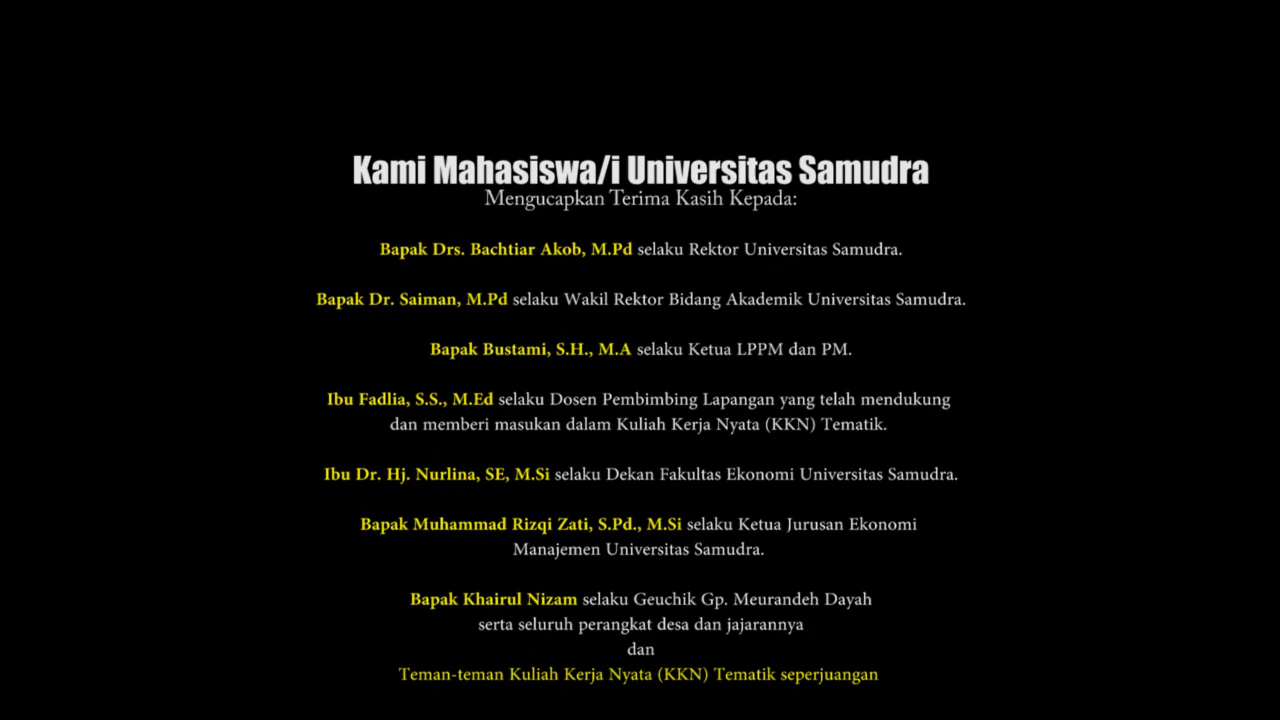 Kami Mahasiswa/i Universitas Samudra
Mengucapkan Terima Kasih Kepada:
Bapak Drs. Bachtiar Akob, M.Pd selaku Rektor Universitas Samudra.
Bapak Dr. Saiman, M.Pd selaku Wakil Rektor Bidang Akademik Universitas Samudra.
Bapak Bustami, S.H., M.A selaku Ketua LPPM dan PM.
Ibu Fadlia, S.S., M.Ed selaku Dosen Pembimbing Lapangan yang telah mendukung
dan memberi masukan dalam Kuliah Kerja Nyata (KKN) Tematik.
Ibu Dr. Hj. Nurlina, SE, M.Si selaku Dekan Fakultas Ekonomi Universitas Samudra.
Bapak Muhammad Rizqi Zati, S.Pd., M.Si selaku Ketua Jurusan Ekonomi
Manajemen Universitas Samudra.
Bapak Khairul Nizam selaku Geuchik Gp. Meurandeh Dayah
serta seluruh perangkat desa dan jajarannya
dan
Teman-teman Kuliah Kerja Nyata (KKN) Tematik seperjuangan